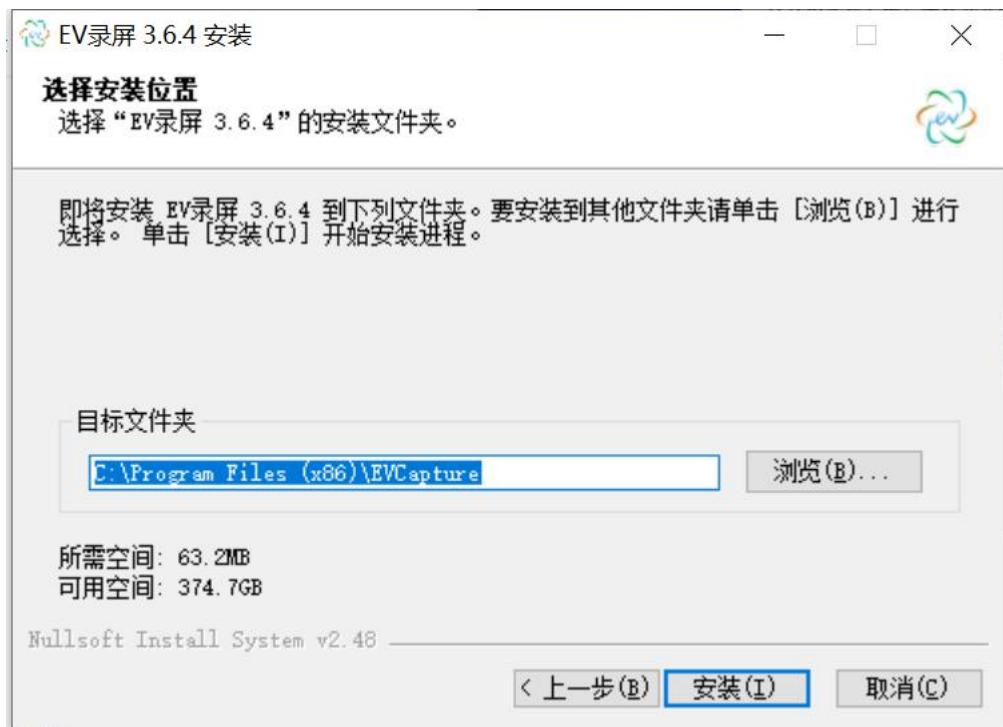 EV录屏 3.6.4 安装
选择安装位置
选择“EV录屏 3.6.4”的安装文件夹。
ev
即将安装 EV录屏 3.6.4 到下列文件夹。要安装到其他文件夹请单击 [浏览(B)] 进行
选择。 单击 [安装(I)] 开始安装进程。
目标文件夹
C:\Program Files (x86)\EVCapture
浏览(B)...
所需空间: 63.2MB
可用空间: 374.7GB
Nullsoft Install System v2.48
< 上一步(B) 安装(I) 取消(C)